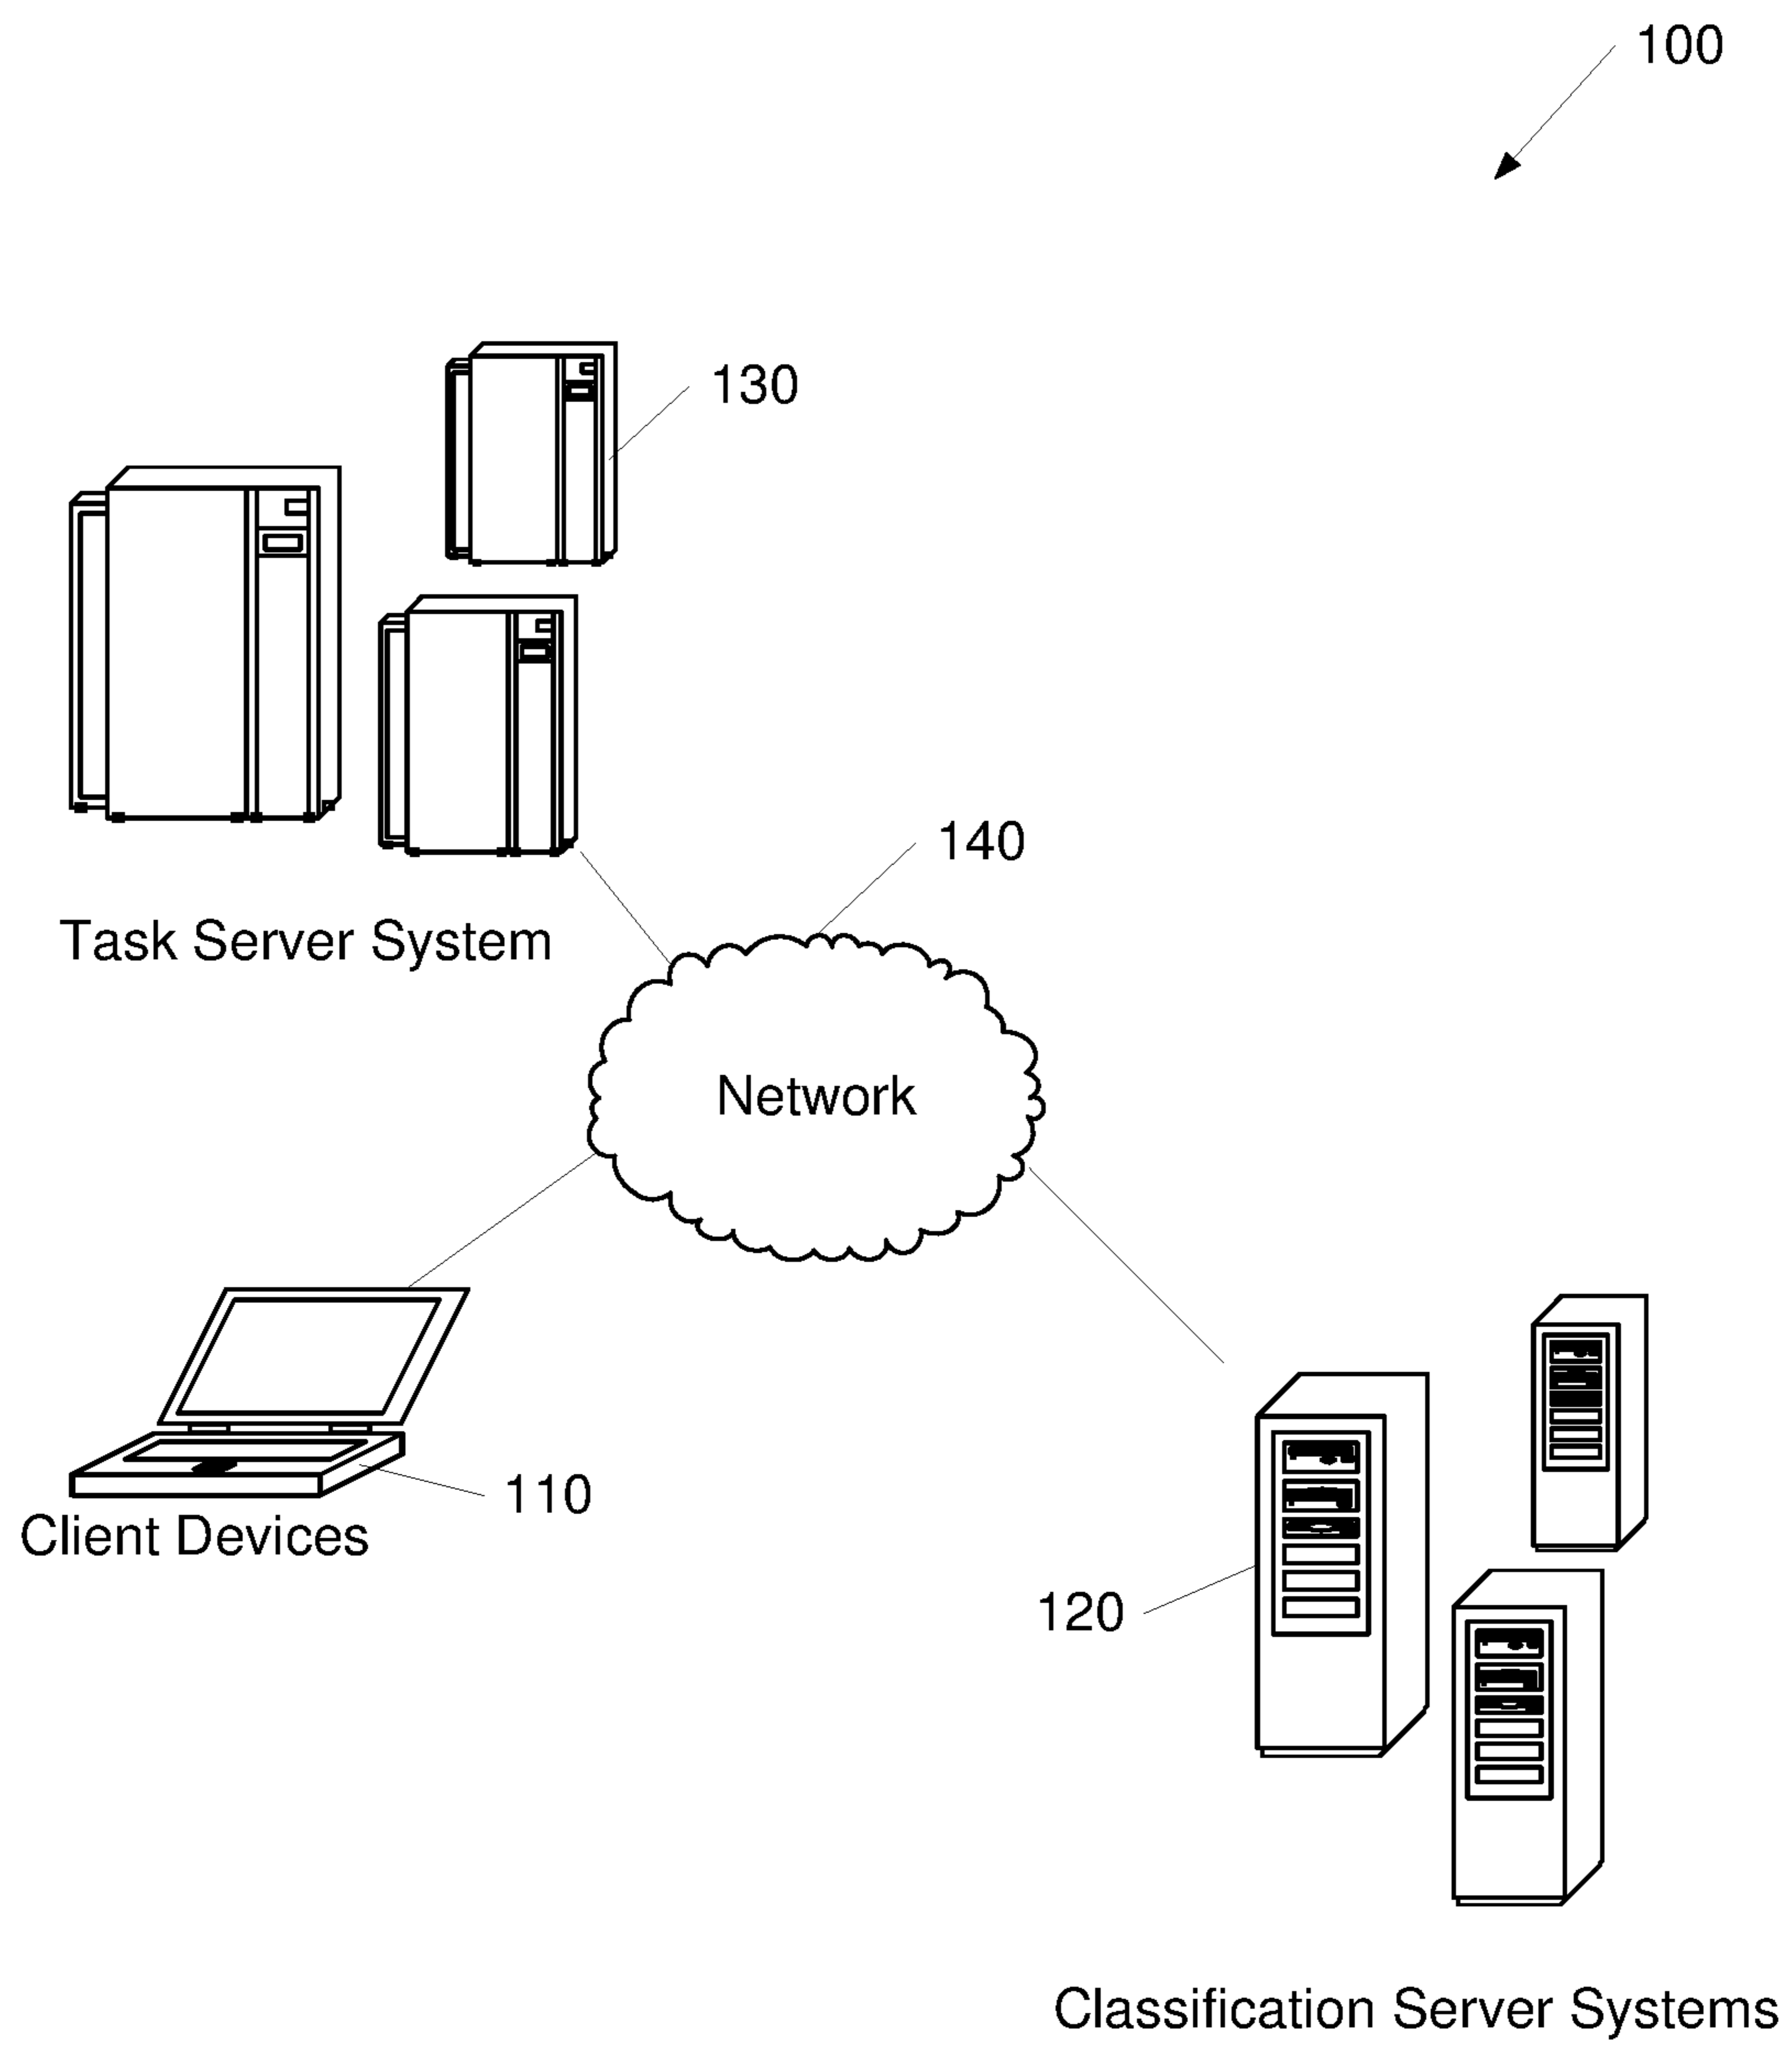 100
130
140
Task Server System
Network
110
Client Devices
120
Classification Server Systems